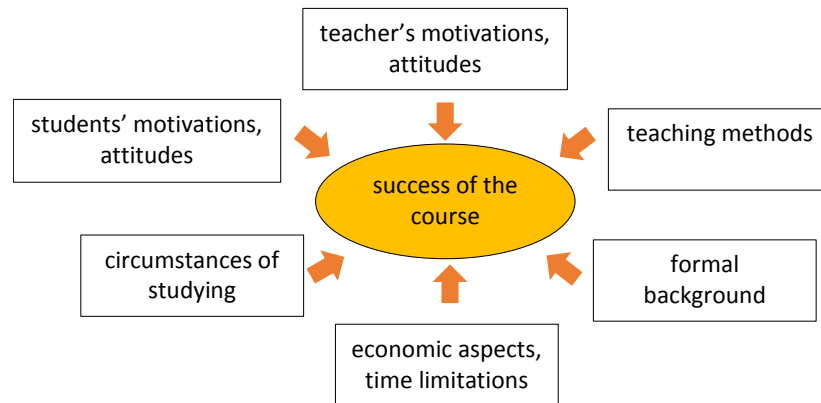 teacher's motivations,
attitudes
students' motivations,
attitudes
teaching methods
success of the
course
circumstances of
studying
formal
background
economic aspects,
time limitations